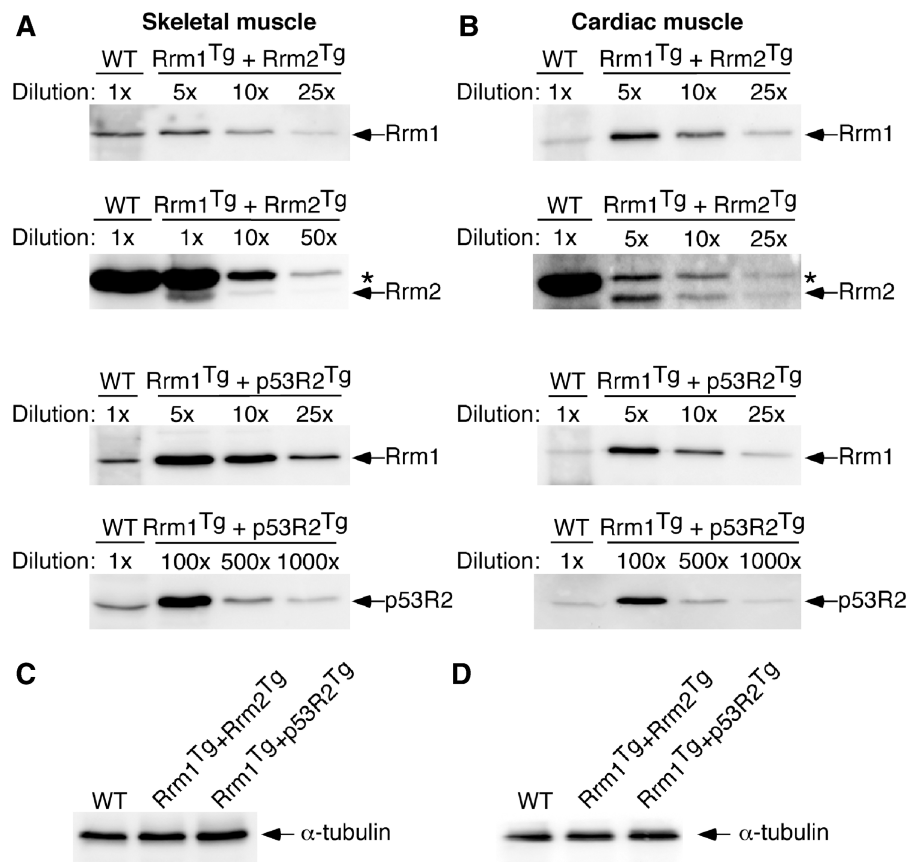 A Skeletal muscle
WT Rrm1Tg + Rrm2Tg
Dilution: 1x 5x 10x 25x
Rrm1
WT Rrm1Tg + Rrm2Tg
Dilution: 1x 1x 10x 50x
*
Rrm2
WT Rrm1Tg + p53R2Tg
Dilution: 1x 5x 10x 25x
Rrm1
WT Rrm1Tg + p53R2Tg
Dilution: 1x 100x 500x 1000x
p53R2
B Cardiac muscle
WT Rrm1Tg + Rrm2Tg
Dilution: 1x 5x 10x 25x
Rrm1
WT Rrm1Tg + Rrm2Tg
Dilution: 1x 5x 10x 25x
*
Rrm2
WT Rrm1Tg + p53R2Tg
Dilution: 1x 5x 10x 25x
Rrm1
WT Rrm1Tg + p53R2Tg
Dilution: 1x 100x 500x 1000x
p53R2
C
WT
Rrm1Tg+Rrm2Tg
Rrm1Tg+p53R2Tg
α-tubulin
D
WT
Rrm1Tg+Rrm2Tg
Rrm1Tg+p53R2Tg
α-tubulin